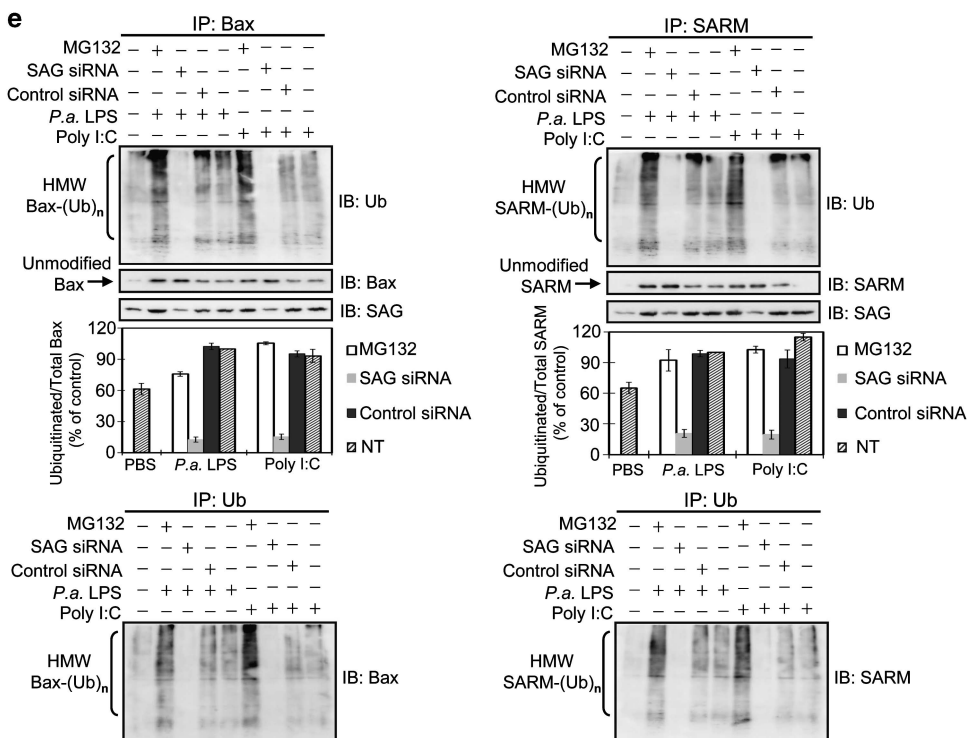 e
IP: Bax
MG132 – + – – – + – – –
SAG siRNA – – + – – – + – –
Control siRNA – – – + – – – + –
P.a. LPS – + + + + – – – –
Poly I:C – – – – – + + + +
HMW
Bax-(Ub)n
IB: Ub
Unmodified
Bax
IB: Bax
IB: SAG
Ubiquitinated/Total Bax
(% of control)
120
90
60
30
0
PBS P.a. LPS Poly I:C
MG132
SAG siRNA
Control siRNA
NT
IP: SARM
MG132 – + – – – + – – –
SAG siRNA – – + – – – + – –
Control siRNA – – – + – – – + –
P.a. LPS – + + + + – – – –
Poly I:C – – – – – + + + +
HMW
SARM-(Ub)n
IB: Ub
Unmodified
SARM
IB: SARM
IB: SAG
Ubiquitinated/Total SARM
(% of control)
120
90
60
30
0
PBS P.a. LPS Poly I:C
MG132
SAG siRNA
Control siRNA
NT
IP: Ub
MG132 – + – – – + – – –
SAG siRNA – – + – – – + – –
Control siRNA – – – + – – – + –
P.a. LPS – + + + + – – – –
Poly I:C – – – – – + + + +
HMW
Bax-(Ub)n
IB: Bax
IP: Ub
MG132 – + – – – + – – –
SAG siRNA – – + – – – + – –
Control siRNA – – – + – – – + –
P.a. LPS – + + + + – – – –
Poly I:C – – – – – + + + +
HMW
SARM-(Ub)n
IB: SARM